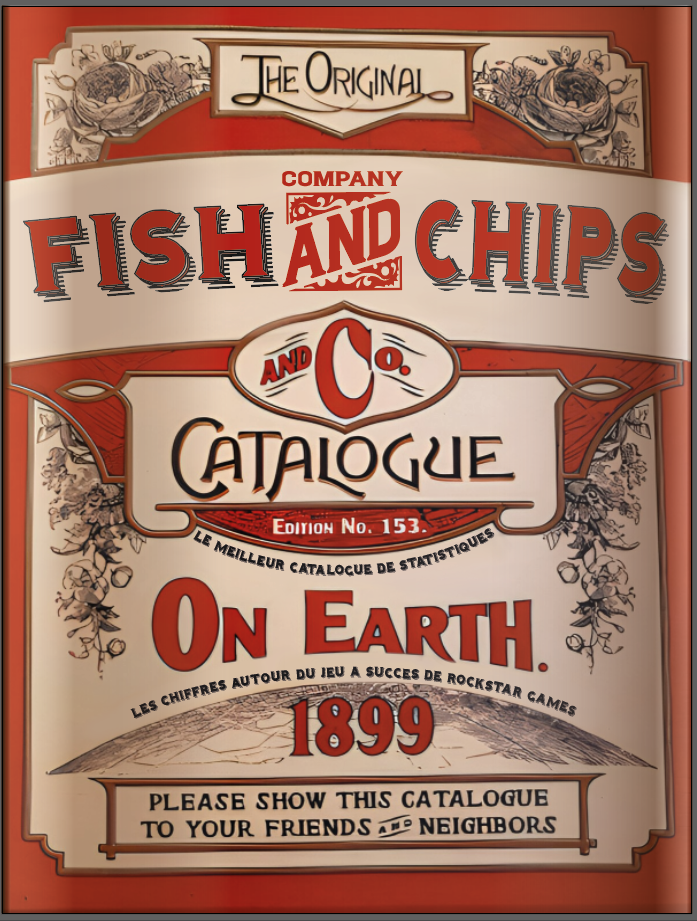 THE ORIGINAL
COMPANY
FISH AND CHIPS
AND CO.
CATALOGUE
EDITION NO. 153.
LE MEILLEUR CATALOGUE DE STATISTIQUES
ON EARTH.
LES CHIFFRES AUTOUR DU JEU A SUCCES DE ROCKSTAR GAMES
1899
PLEASE SHOW THIS CATALOGUE
TO YOUR FRIENDS AND NEIGHBORS